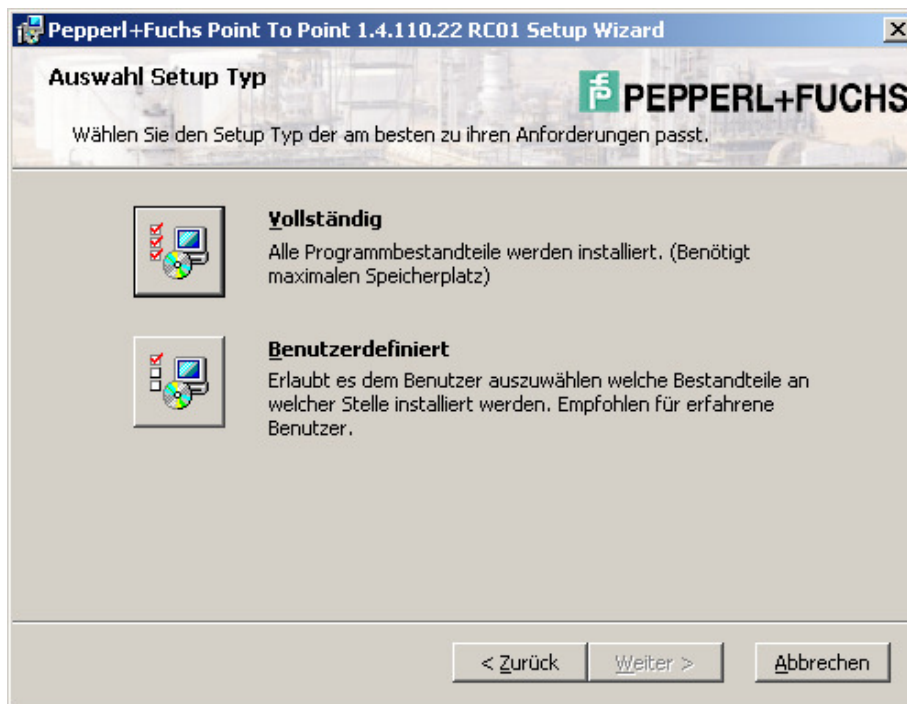 Pepperl+Fuchs Point To Point 1.4.110.22 RC01 Setup Wizard
Auswahl Setup Typ
PEPPERL+FUCHS
Wählen Sie den Setup Typ der am besten zu ihren Anforderungen passt.
Vollständig
Alle Programmbestandteile werden installiert. (Benötigt
maximalen Speicherplatz)
Benutzerdefiniert
Erlaubt es dem Benutzer auszuwählen welche Bestandteile an
welcher Stelle installiert werden. Empfohlen für erfahrene
Benutzer.
< Zurück
Weiter >
Abbrechen